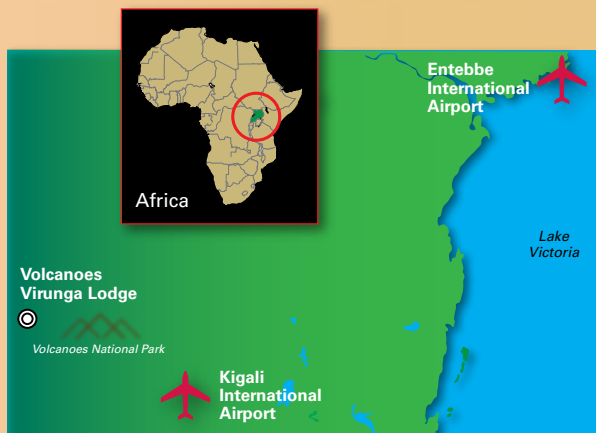 Africa
Entebbe
International
Airport
Lake
Victoria
Volcanoes
Virunga Lodge
Volcanoes National Park
Kigali
International
Airport